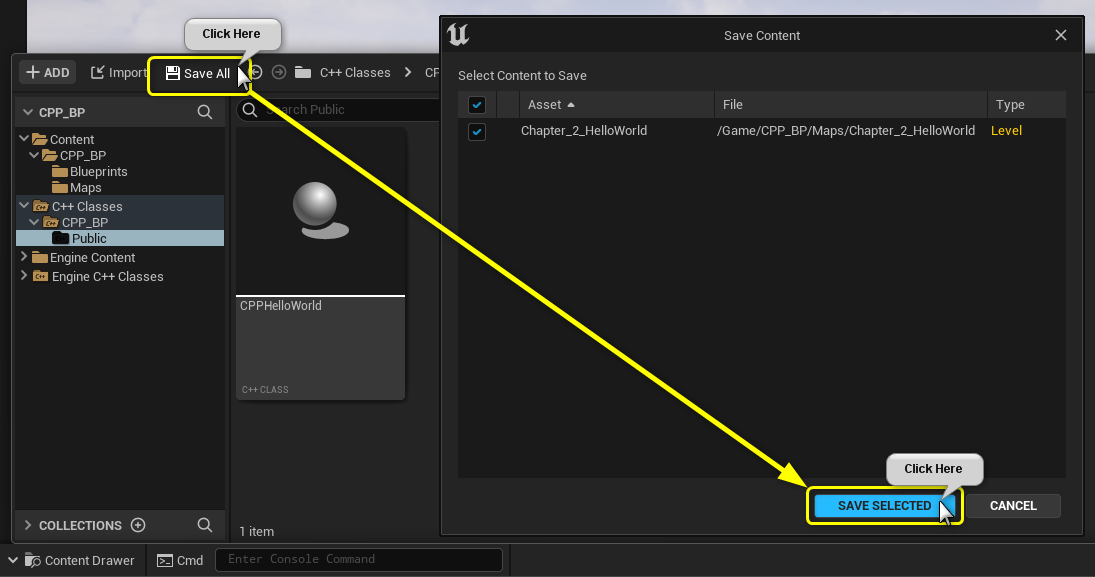 Click Here
ADD
Import
Save All
C++ Classes
CP
CPP_BP
Search Public
Content
CPP_BP
Blueprints
Maps
C++ Classes
CPP_BP
Public
Engine Content
Engine C++ Classes
CPPHelloWorld
C++ CLASS
COLLECTIONS
1 item
Content Drawer
Cmd
Enter Console Command
Save Content
Select Content to Save
Asset File Type
Chapter_2_HelloWorld /Game/CPP_BP/Maps/Chapter_2_HelloWorld Level
Click Here
SAVE SELECTED
CANCEL